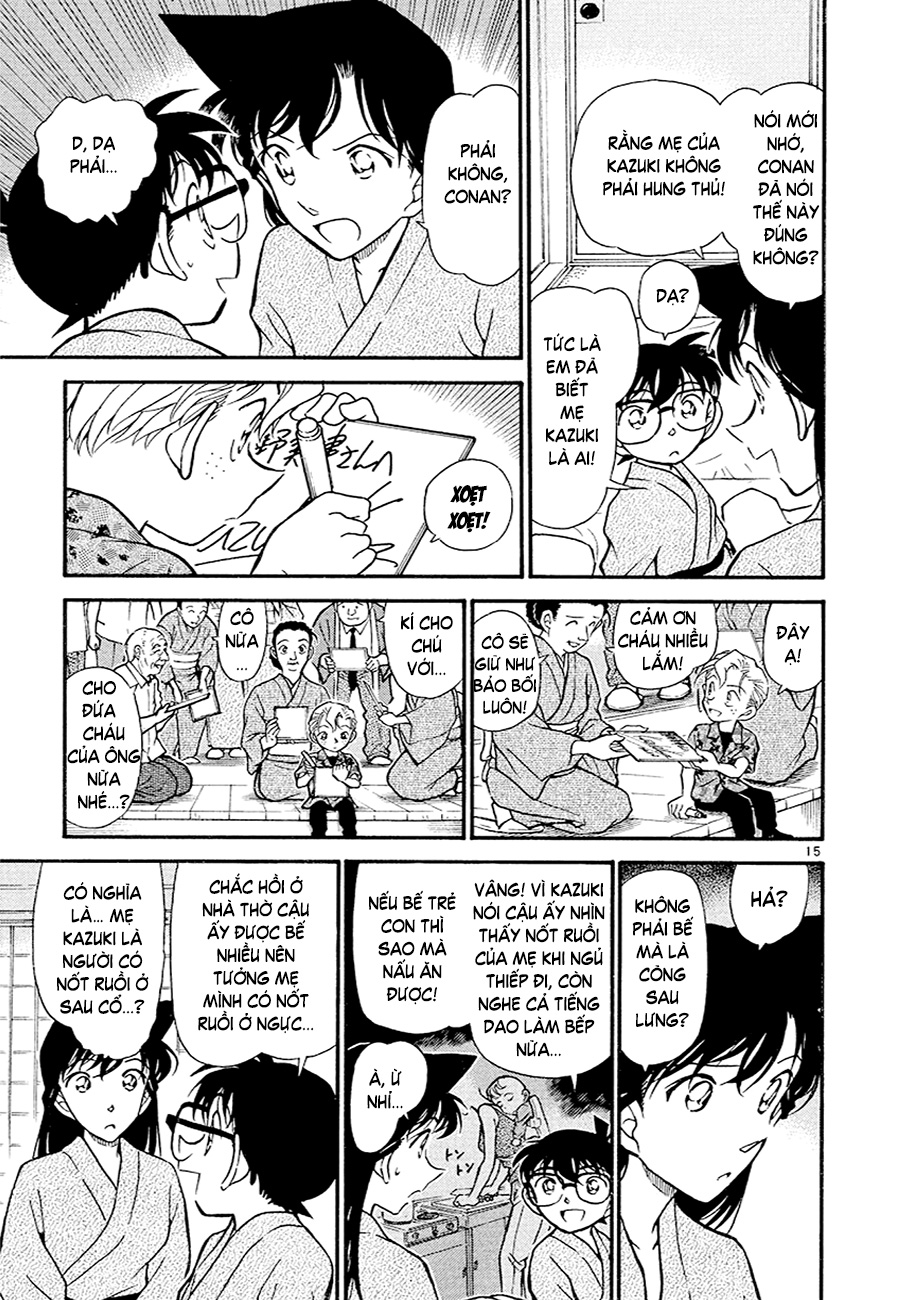 NÓI MỚI
NHỚ,
CONAN
ĐÃ NÓI
THẾ NÀY
ĐÚNG
KHÔNG?
RẰNG MẸ CỦA
KAZUKI KHÔNG
PHẢI HUNG THỦ!
DẠ?
TỨC LÀ
EM ĐÃ
BIẾT
MẸ
KAZUKI
LÀ AI!
PHẢI
KHÔNG,
CONAN?
D, DẠ
PHẢI...
さん
XOẸT
XOẸT!
ĐÂY
Ạ!
CẢM ƠN
CHÁU NHIỀU
LẮM!
CÔ SẼ
GIỮ NHƯ
BÁO BỐI
LUÔN!
KÍ CHO
CHÚ
VỚI...
CÔ
NỮA
...
CHO
ĐỨA
CHÁU
CỦA ÔNG
NỮA
NHÉ...?
15
HẢ?
KHÔNG
PHẢI BẾ
MÀ LÀ
CÕNG
SAU
LƯNG?
VÂNG! VÌ KAZUKI
NÓI CẬU ẤY NHÌN
THẤY NỐT RUỒI
CỦA MẸ KHI NGỦ
THIẾP ĐI, CÒN
NGHE CẢ TIẾNG
DAO LÀM BẾP
NỮA...
NẾU BẾ TRẺ
CON THÌ
SAO MÀ
NẤU ĂN
ĐƯỢC!
À, Ừ
NHỈ...
トン
トン
CHẮC HỒI Ở
NHÀ THỜ CẬU
ẤY ĐƯỢC BẾ
NHIỀU NÊN
TƯỞNG MẸ
MÌNH CÓ NỐT
RUỒI Ở NGỰC...
CÓ NGHĨA
LÀ... MẸ
KAZUKI LÀ
NGƯỜI CÓ
NỐT RUỒI Ở
SAU CỔ...?